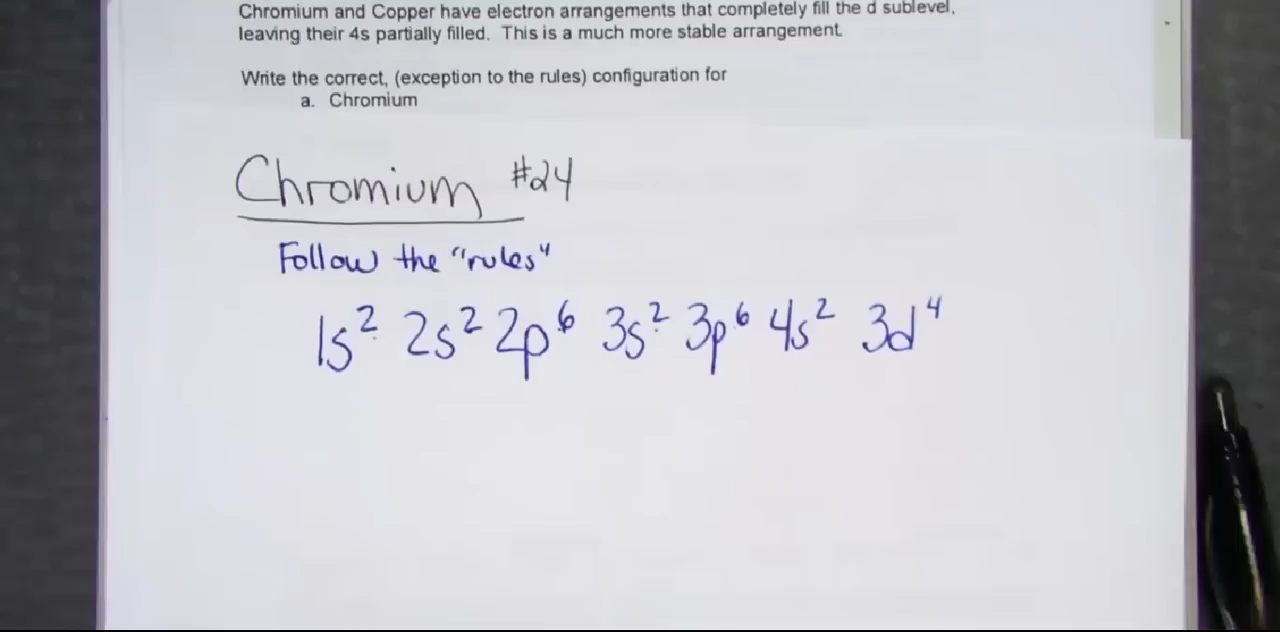 Chromium and Copper have electron arrangements that completely fill the d sublevel,
leaving their 4s partially filled. This is a much more stable arrangement.
Write the correct, (exception to the rules) configuration for
a. Chromium
Chromium #24
Follow the "rules"
1s² 2s² 2p⁶ 3s² 3p⁶ 4s² 3d⁴